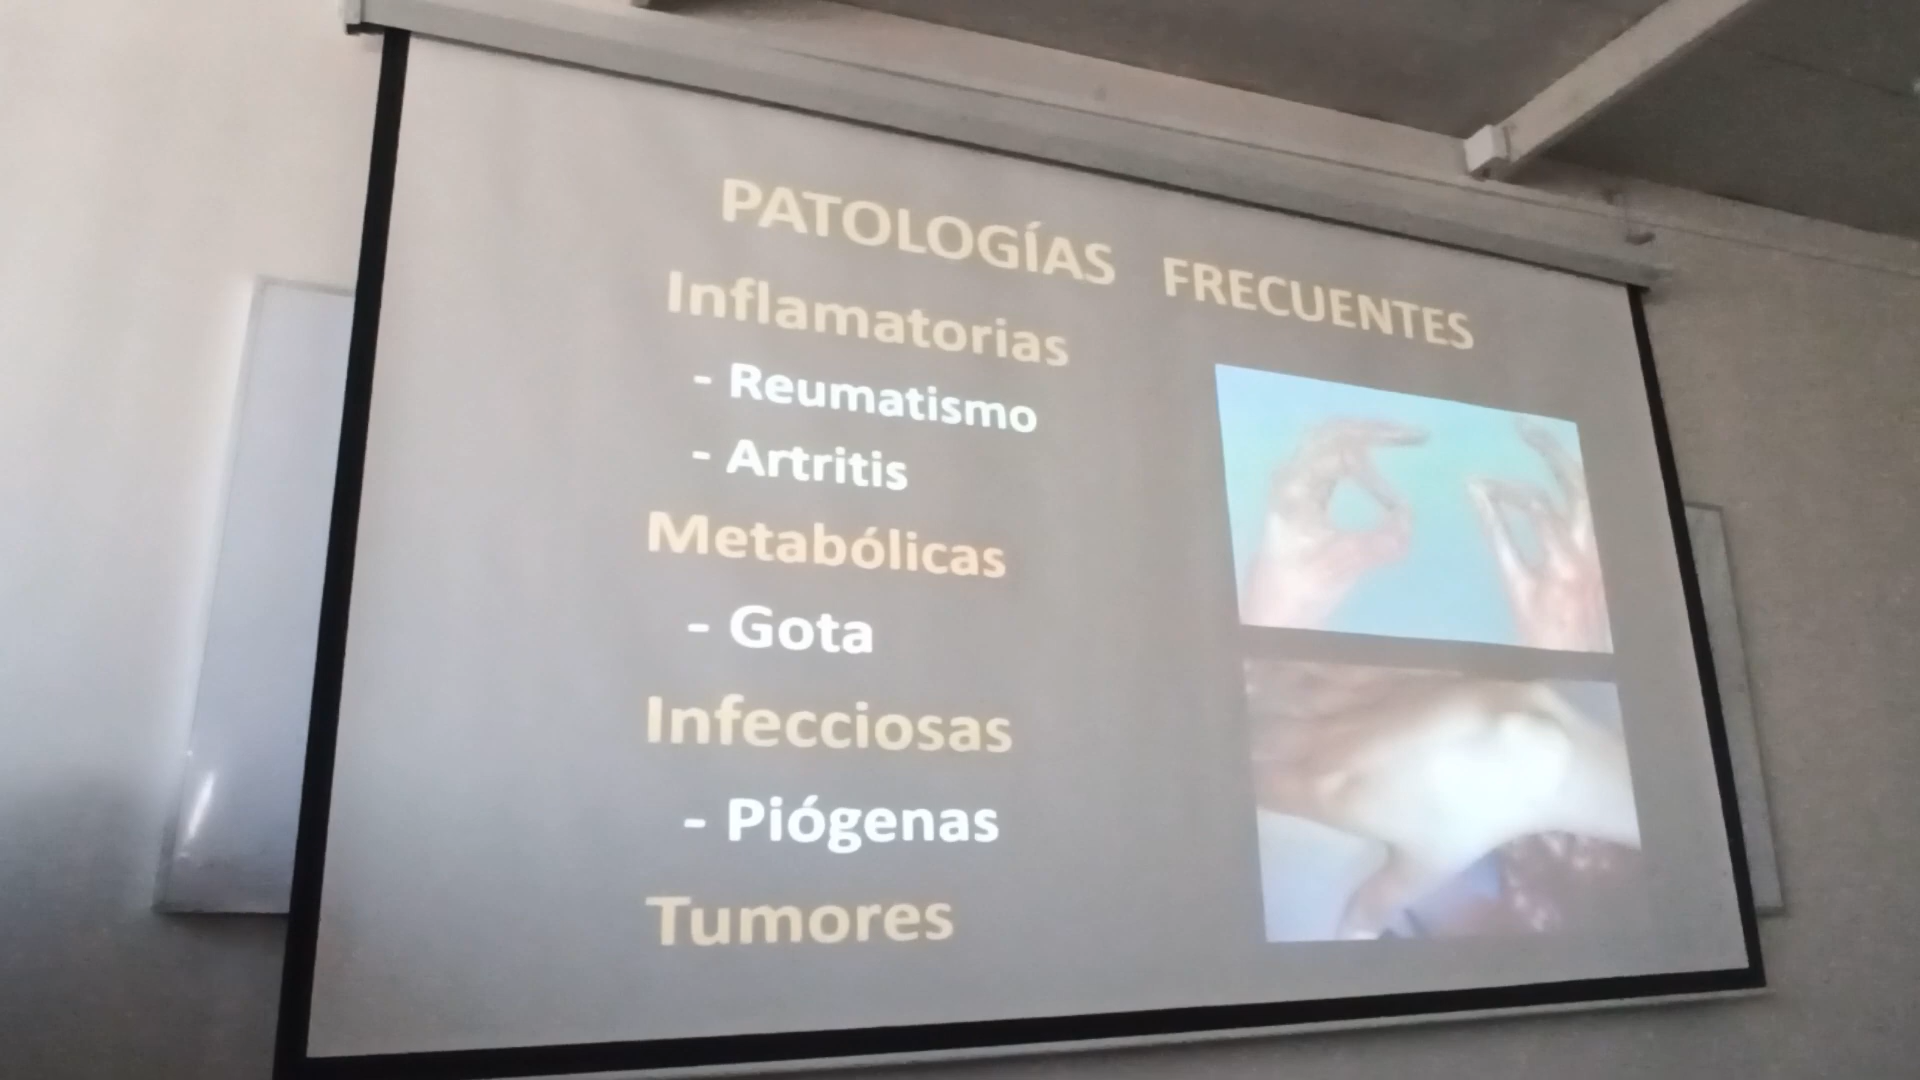 PATOLOGÍAS FRECUENTES
Inflamatorias
- Reumatismo
- Artritis
Metabólicas
- Gota
Infecciosas
- Piógenas
Tumores